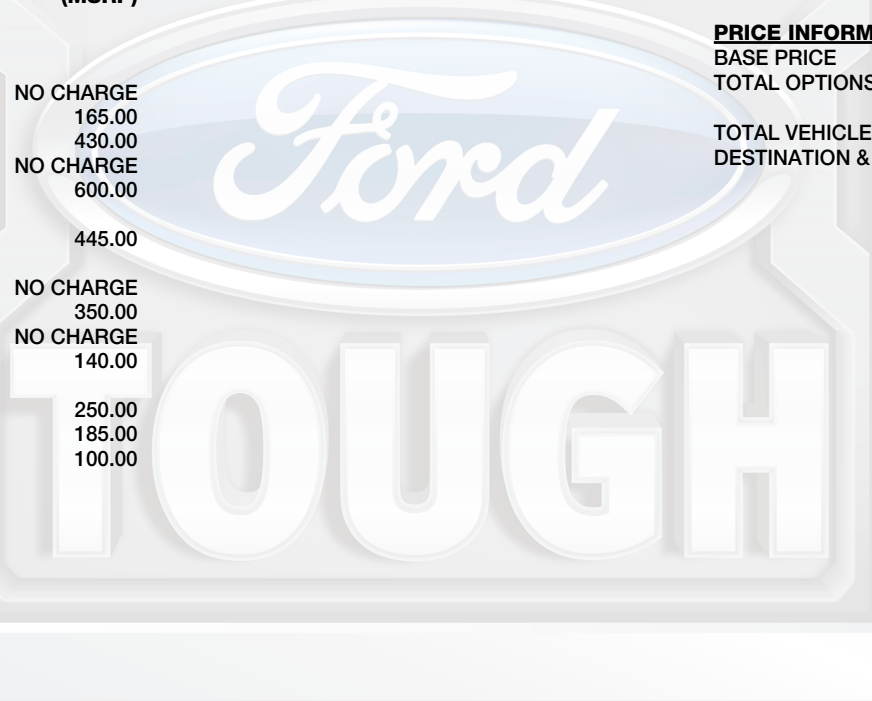 (MSRP)
NO CHARGE
165.00
430.00
NO CHARGE
600.00
445.00
NO CHARGE
350.00
NO CHARGE
140.00
250.00
185.00
100.00
PRICE INFORM
BASE PRICE
TOTAL OPTIONS
TOTAL VEHICLE
DESTINATION &
Ford
TOUGH